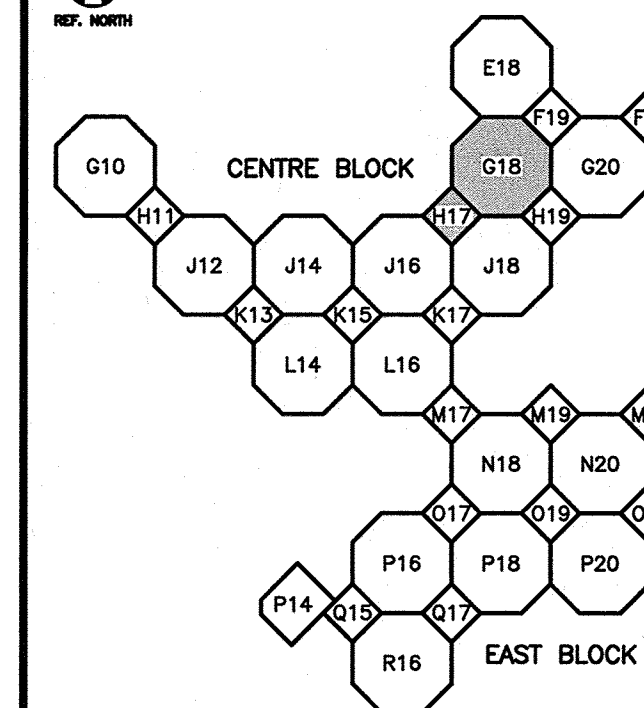 REF. NORTH
E18
F19
F
G10
CENTRE BLOCK
G18
G20
H11
H17
H19
J12
J14
J16
J18
K13
K15
K17
L14
L16
M17
M19
M
N18
N20
O17
O19
O
P16
P18
P20
P14
Q15
Q17
R16
EAST BLOCK